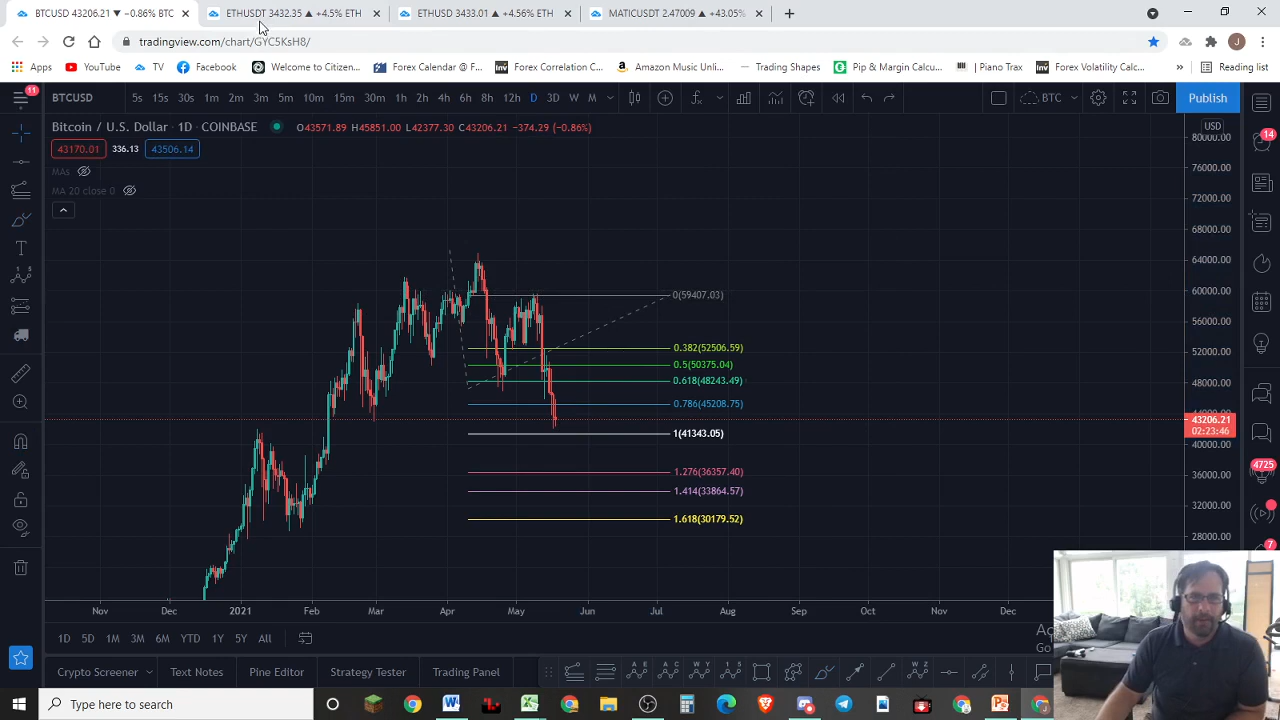 BTCUSD 43206.21 ▼ −0.86% BTC
ETHUSDT 3432.35 ▲ +4.5% ETH
ETHUSD 3433.01 ▲ +4.56% ETH
MATICUSDT 2.47009 ▲ +43.05%
tradingview.com/chart/GYC5KsH8/
Apps
YouTube
TV
Facebook
Welcome to Citizen...
Forex Calendar @ F...
Forex Correlation C...
Amazon Music Unli...
Trading Shapes
Pip & Margin Calcu...
Piano Trax
Forex Volatility Calc...
Reading list
11
BTCUSD
5s 15s 30s 1m 2m 3m 5m 10m 15m 30m 1h 2h 4h 6h 8h 12h D 3D W M
BTC
Publish
Bitcoin / U.S. Dollar · 1D · COINBASE
O43571.89 H45851.00 L42377.30 C43206.21 −374.29 (−0.86%)
43170.01 336.13 43506.14
MAs
MA 20 close 0
USD
80000.00
76000.00
72000.00
68000.00
64000.00
60000.00
56000.00
52000.00
48000.00
43206.21
02:23:46
40000.00
36000.00
32000.00
28000.00
0(59407.03)
0.382(52506.59)
0.5(50375.04)
0.618(48243.49)
0.786(45208.75)
1(41343.05)
1.276(36357.40)
1.414(33864.57)
1.618(30179.52)
14
4725
7
Nov Dec 2021 Feb Mar Apr May Jun Jul Aug Sep Oct Nov Dec
1D 5D 1M 3M 6M YTD 1Y 5Y All
Go
Crypto Screener
Text Notes
Pine Editor
Strategy Tester
Trading Panel
Type here to search